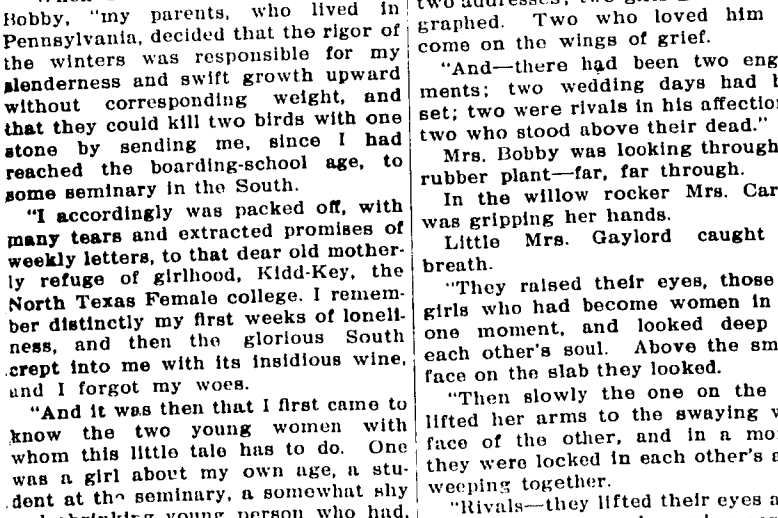 Bobby, "my parents, who lived in
Pennsylvania, decided that the rigor of
the winters was responsible for my
slenderness and swift growth upward
without corresponding weight, and
that they could kill two birds with one
stone by sending me, since I had
reached the boarding-school age, to
some seminary in the South.
"I accordingly was packed off, with
many tears and extracted promises of
weekly letters, to that dear old mother-
ly refuge of girlhood, Kidd-Key, the
North Texas Female college. I remem-
ber distinctly my first weeks of loneli-
ness, and then the glorious South
crept into me with its insidious wine,
and I forgot my woes.
"And it was then that I first came to
know the two young women with
whom this little tale has to do. One
was a girl about my own age, a stu-
dent at the seminary, a somewhat shy
shrinking young person who had,
graphed. Two who loved him
come on the wings of grief.
"And—there had been two eng
ments; two wedding days had b
set; two were rivals in his affection
two who stood above their dead."
Mrs. Bobby was looking through
rubber plant—far, far through.
In the willow rocker Mrs. Car
was gripping her hands.
Little Mrs. Gaylord caught
breath.
"They raised their eyes, those
girls who had become women in
one moment, and looked deep
each other's soul. Above the sm
face on the slab they looked.
"Then slowly the one on the
lifted her arms to the swaying w
face of the other, and in a mo
they were locked in each other's a
weeping together.
"Rivals—they lifted their eyes a